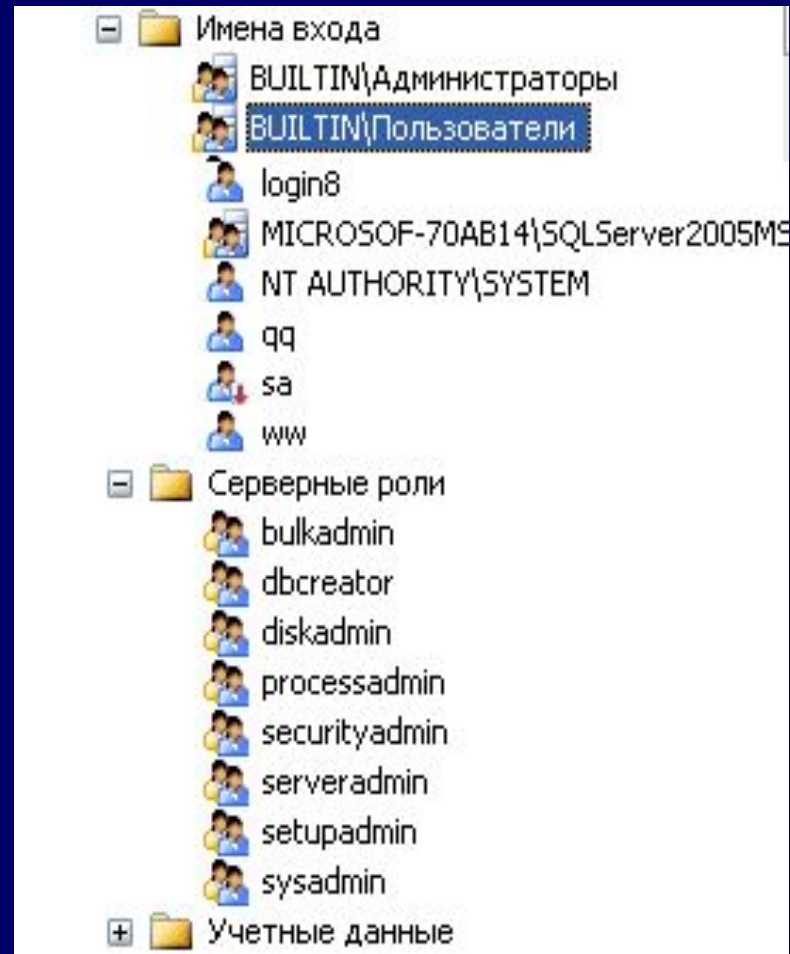 Имена входа
BUILTIN\Администраторы
BUILTIN\Пользователи
login8
MICROSOF-70AB14\SQLServer2005MS
NT AUTHORITY\SYSTEM
qq
sa
ww
Серверные роли
bulkadmin
dbcreator
diskadmin
processadmin
securityadmin
serveradmin
setupadmin
sysadmin
Учетные данные